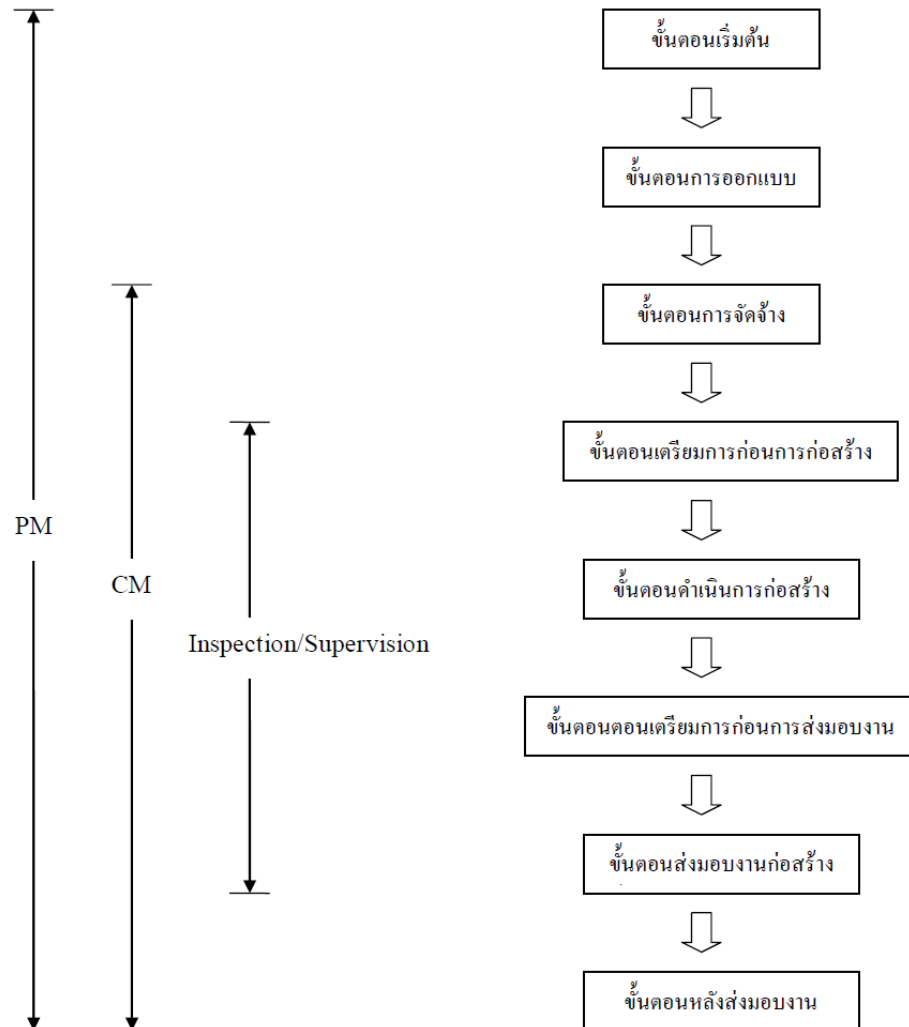 ขั้นตอนเริ่มต้น
ขั้นตอนการออกแบบ
ขั้นตอนการจัดจ้าง
ขั้นตอนเตรียมการก่อนการก่อสร้าง
PM
CM
ขั้นตอนดำเนินการก่อสร้าง
Inspection/Supervision
ขั้นตอนตอนเตรียมการก่อนการส่งมอบงาน
ขั้นตอนส่งมอบงานก่อสร้าง
ขั้นตอนหลังส่งมอบงาน